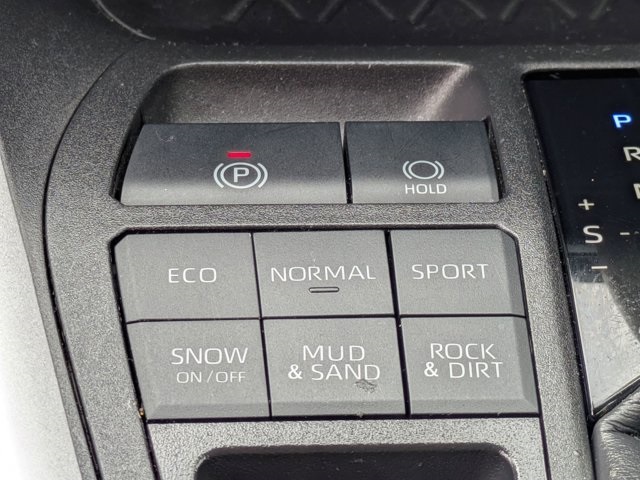 P
(P)
HOLD
R
+
S
−
ECO
NORMAL
SPORT
SNOW
ON/OFF
MUD
& SAND
ROCK
& DIRT